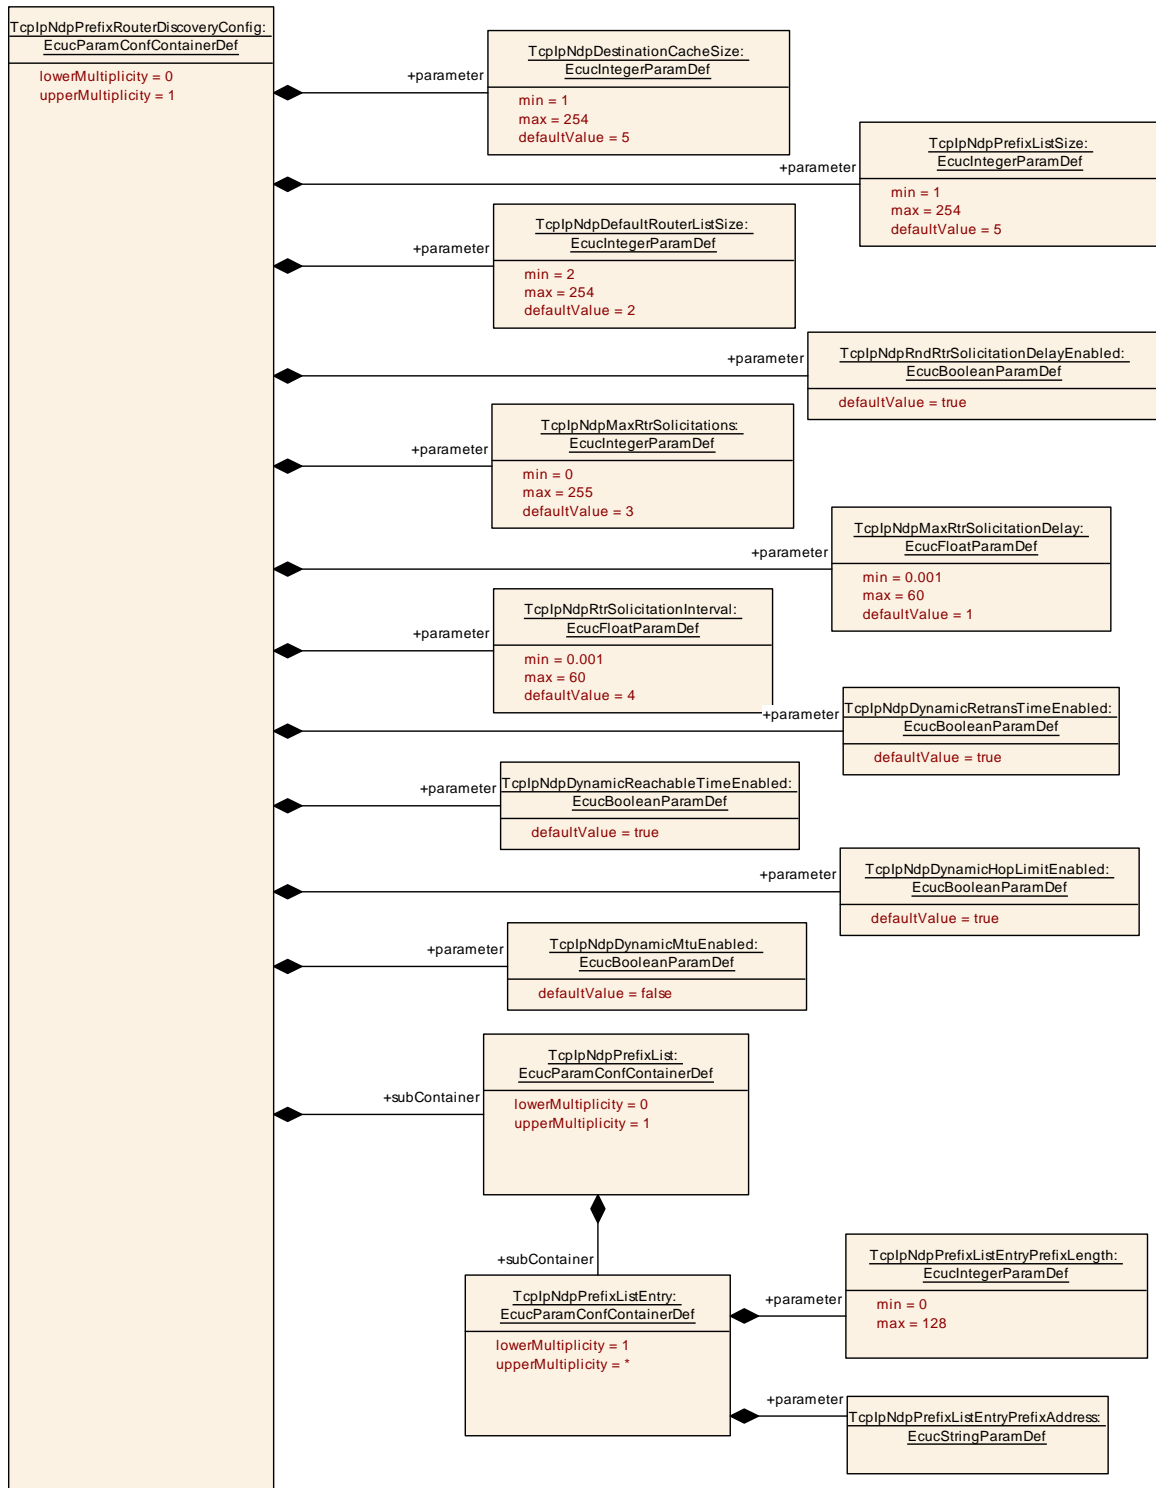 TcpIpNdpPrefixRouterDiscoveryConfig:
EcucParamConfContainerDef
lowerMultiplicity = 0
upperMultiplicity = 1
+parameter
TcpIpNdpDestinationCacheSize:
EcucIntegerParamDef
min = 1
max = 254
defaultValue = 5
+parameter
TcpIpNdpPrefixListSize:
EcucIntegerParamDef
min = 1
max = 254
defaultValue = 5
+parameter
TcpIpNdpDefaultRouterListSize:
EcucIntegerParamDef
min = 2
max = 254
defaultValue = 2
+parameter
TcpIpNdpRndRtrSolicitationDelayEnabled:
EcucBooleanParamDef
defaultValue = true
+parameter
TcpIpNdpMaxRtrSolicitations:
EcucIntegerParamDef
min = 0
max = 255
defaultValue = 3
+parameter
TcpIpNdpMaxRtrSolicitationDelay:
EcucFloatParamDef
min = 0.001
max = 60
defaultValue = 1
+parameter
TcpIpNdpRtrSolicitationInterval:
EcucFloatParamDef
min = 0.001
max = 60
defaultValue = 4
+parameter
TcpIpNdpDynamicRetransTimeEnabled:
EcucBooleanParamDef
defaultValue = true
+parameter
TcpIpNdpDynamicReachableTimeEnabled:
EcucBooleanParamDef
defaultValue = true
+parameter
TcpIpNdpDynamicHopLimitEnabled:
EcucBooleanParamDef
defaultValue = true
+parameter
TcpIpNdpDynamicMtuEnabled:
EcucBooleanParamDef
defaultValue = false
+subContainer
TcpIpNdpPrefixList:
EcucParamConfContainerDef
lowerMultiplicity = 0
upperMultiplicity = 1
+subContainer
TcpIpNdpPrefixListEntry:
EcucParamConfContainerDef
lowerMultiplicity = 1
upperMultiplicity = *
+parameter
TcpIpNdpPrefixListEntryPrefixLength:
EcucIntegerParamDef
min = 0
max = 128
+parameter
TcpIpNdpPrefixListEntryPrefixAddress:
EcucStringParamDef